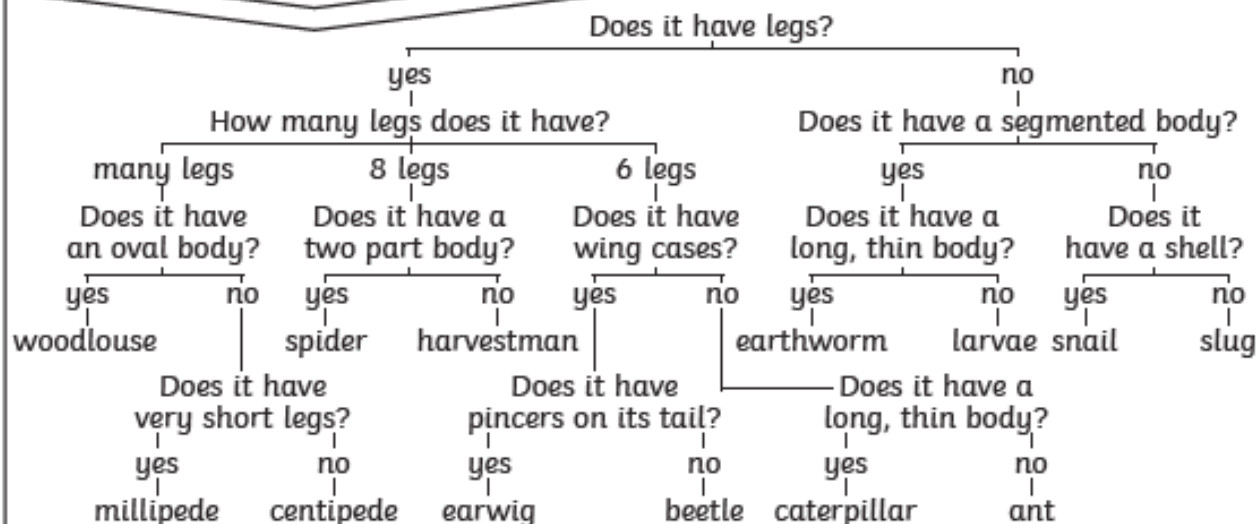 Does it have legs?
yes no
How many legs does it have? Does it have a segmented body?
many legs 8 legs 6 legs yes no
Does it have Does it have a Does it have Does it have a Does it
an oval body? two part body? wing cases? long, thin body? have a shell?
yes no yes no yes no yes no yes no
woodlouse spider harvestman earthworm larvae snail slug
Does it have Does it have Does it have a
very short legs? pincers on its tail? long, thin body?
yes no yes no yes no
millipede centipede earwig beetle caterpillar ant